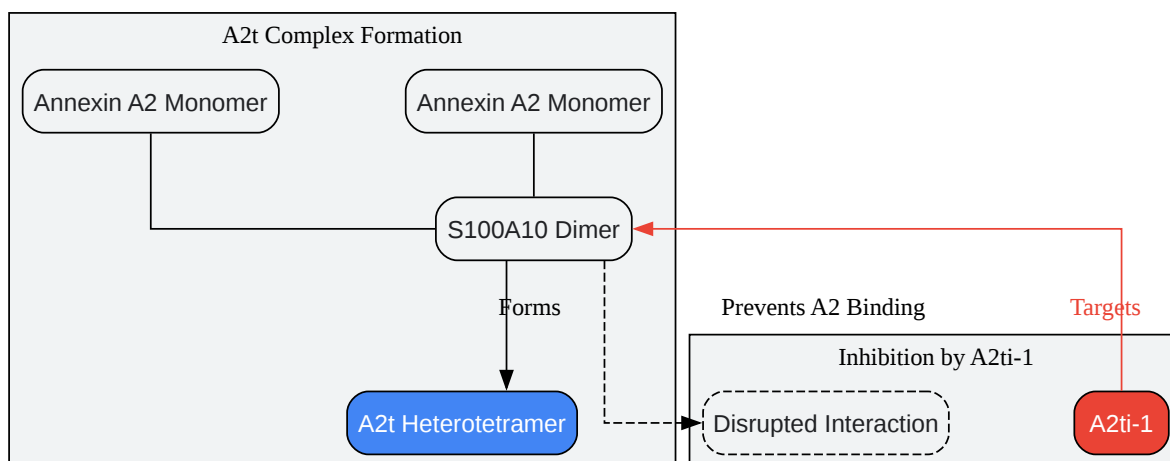 A2t Complex Formation
Annexin A2 Monomer
Annexin A2 Monomer
S100A10 Dimer
Forms
Prevents A2 Binding
Targets
Inhibition by A2ti-1
A2t Heterotetramer
Disrupted Interaction
A2ti-1